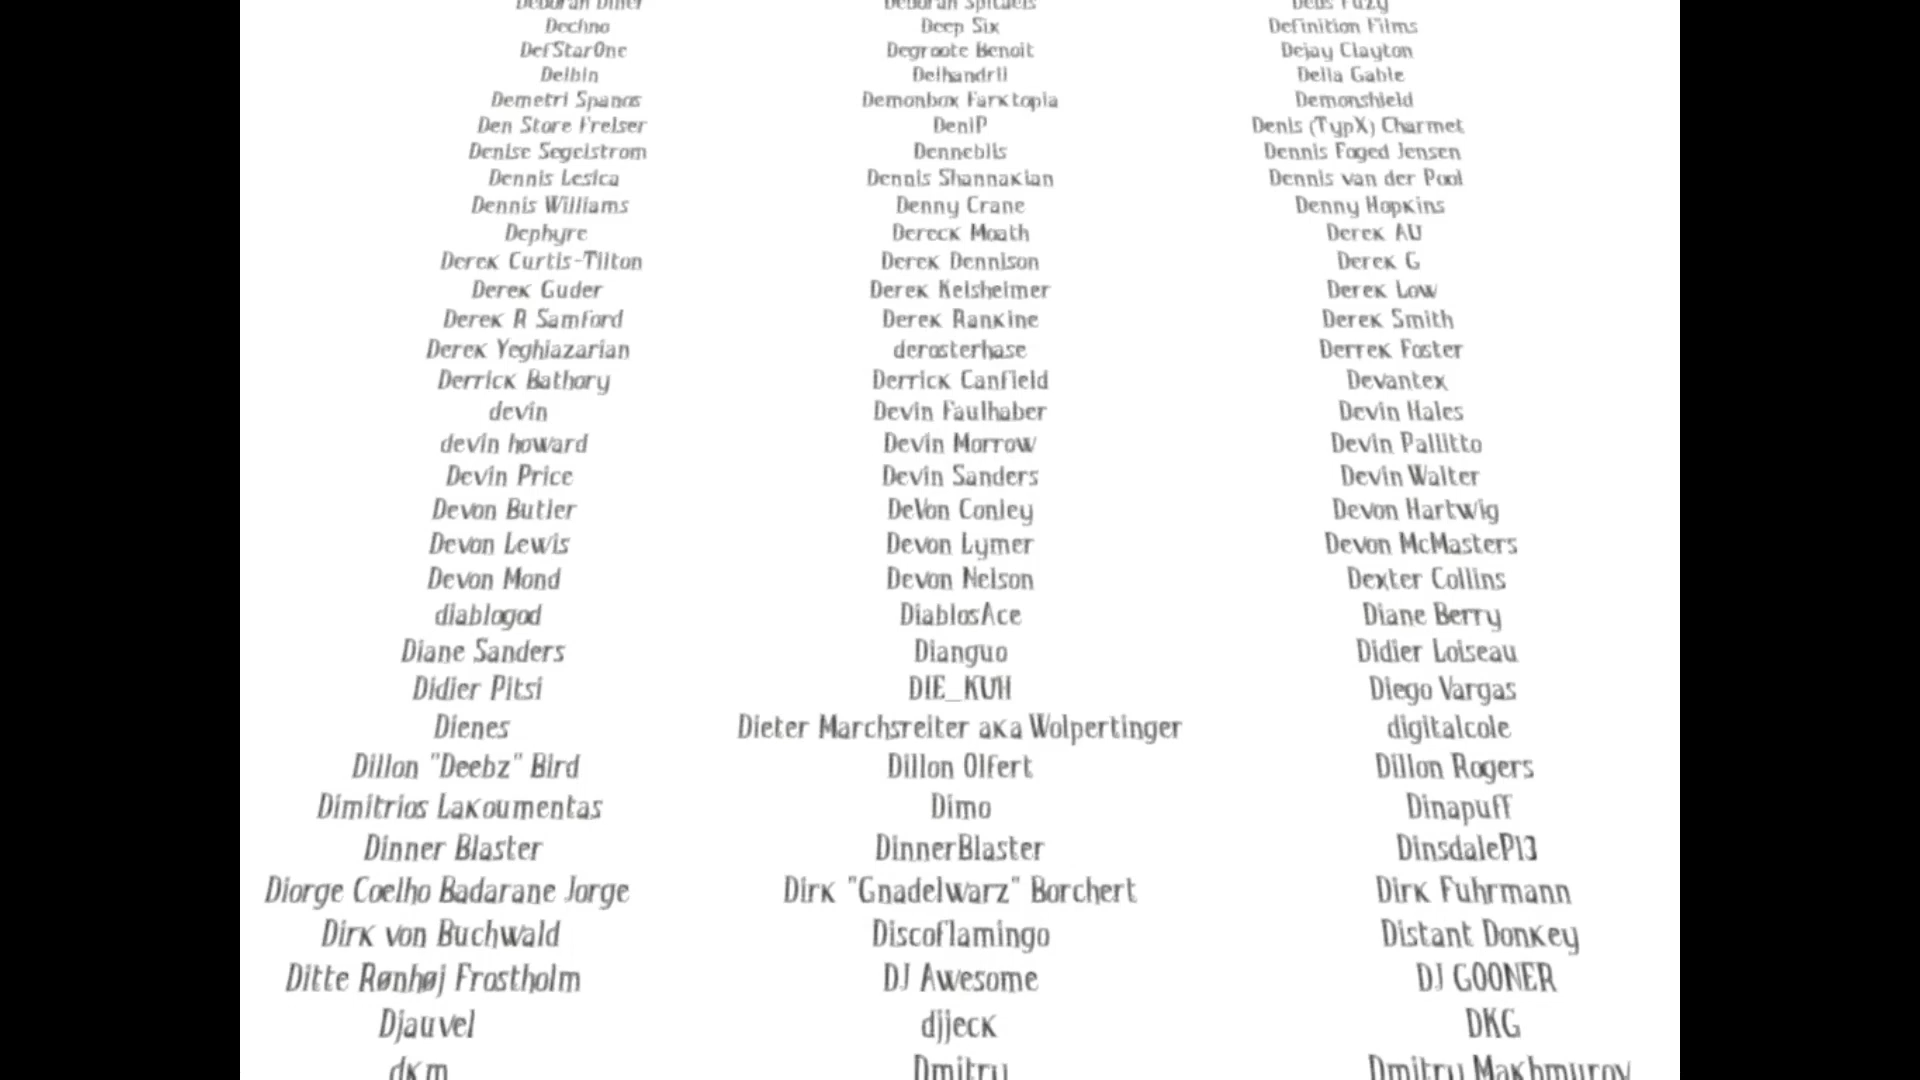 Dechno Deep Six Definition Films
DefStarOne Degroote Benoit Dejay Clayton
Delbin Delhandril Delia Gable
Demetri Spanos Demonbox Farktopia Demonshield
Den Store Frelser DeniP Denis (TypX) Charmet
Denise Segelstrom Denneblis Dennis Foged Jensen
Dennis Lesica Dennis Shannakian Dennis van der Pool
Dennis Williams Denny Crane Denny Hopkins
Dephyre Dereck Moath Derek AU
Derek Curtis-Tilton Derek Dennison Derek G
Derek Guder Derek Kelsheimer Derek Low
Derek R Samford Derek Rankine Derek Smith
Derek Yeghiazarian derosterhase Derrek Foster
Derrick Bathory Derrick Canfield Devantex
devin Devin Faulhaber Devin Hales
devin howard Devin Morrow Devin Pallitto
Devin Price Devin Sanders Devin Walter
Devon Butler DeVon Conley Devon Hartwig
Devon Lewis Devon Lymer Devon McMasters
Devon Mond Devon Nelson Dexter Collins
diablogod DiablosAce Diane Berry
Diane Sanders Dianguo Didier Loiseau
Didier Pitsi DIE_KUH Diego Vargas
Dienes Dieter Marchsreiter aka Wolpertinger digitalcole
Dillon "Deebz" Bird Dillon Olfert Dillon Rogers
Dimitrios Lakoumentas Dimo Dinapuff
Dinner Blaster DinnerBlaster DinsdaleP13
Diorge Coelho Badarane Jorge Dirk "Gnadelwarz" Borchert Dirk Fuhrmann
Dirk von Buchwald Discoflamingo Distant Donkey
Ditte Rønhøj Frostholm DJ Awesome DJ GOONER
Djauvel djjeck DKG
dkm Dmitry Dmitry Makhmurov